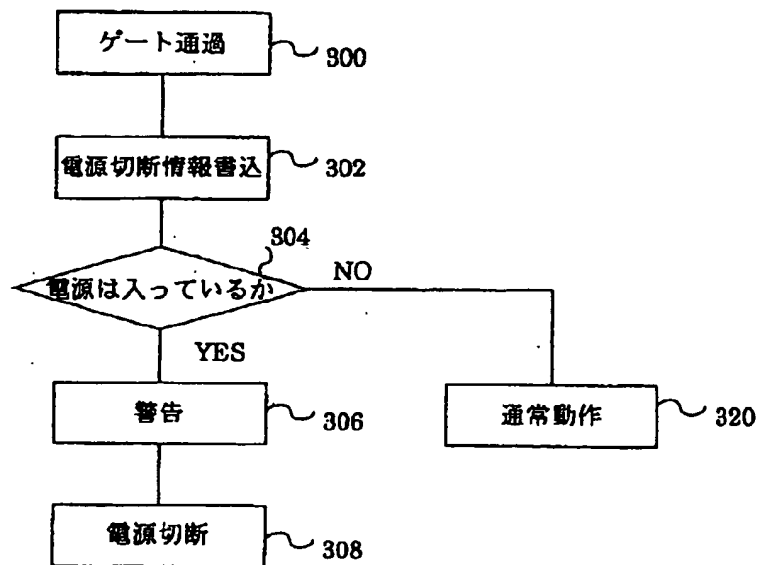 ゲート通過
300
電源切断情報書込
302
304
電源は入っているか
NO
YES
警告
306
通常動作
320
電源切断
308